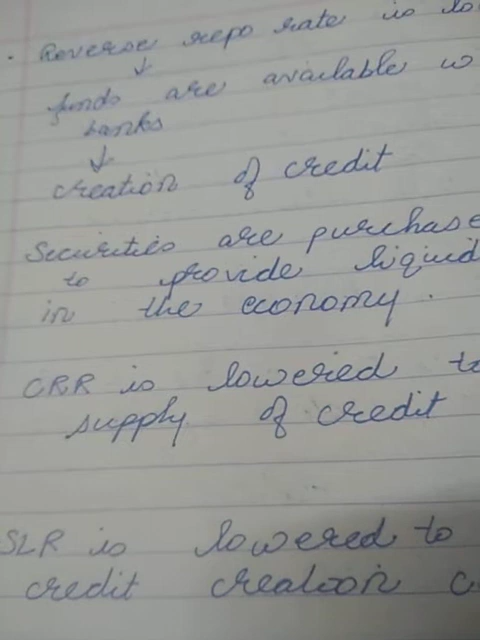 . Reverse repo rate is lo
↓
funds are available w
banks
↓
creation of credit
Securities are purchase
to provide liquid
in the economy.
CRR is lowered to
supply of credit
SLR is lowered to
credit creation c